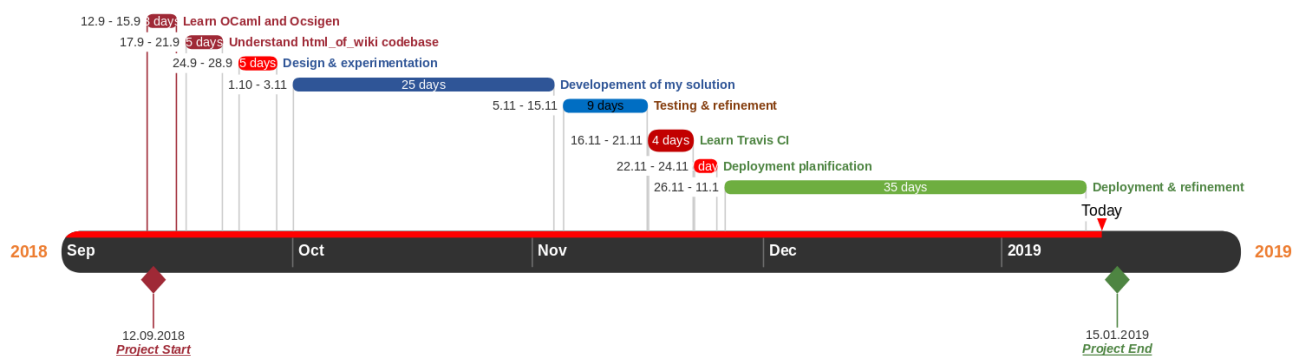 12.9 - 15.9 3 days Learn OCaml and Ocsigen
17.9 - 21.9 5 days Understand html_of_wiki codebase
24.9 - 28.9 5 days Design & experimentation
1.10 - 3.11 25 days Developement of my solution
5.11 - 15.11 9 days Testing & refinement
16.11 - 21.11 4 days Learn Travis CI
22.11 - 24.11 day Deployment planification
26.11 - 11.1 35 days Deployment & refinement
Today
2018 Sep Oct Nov Dec 2019 2019
12.09.2018 15.01.2019
Project Start Project End